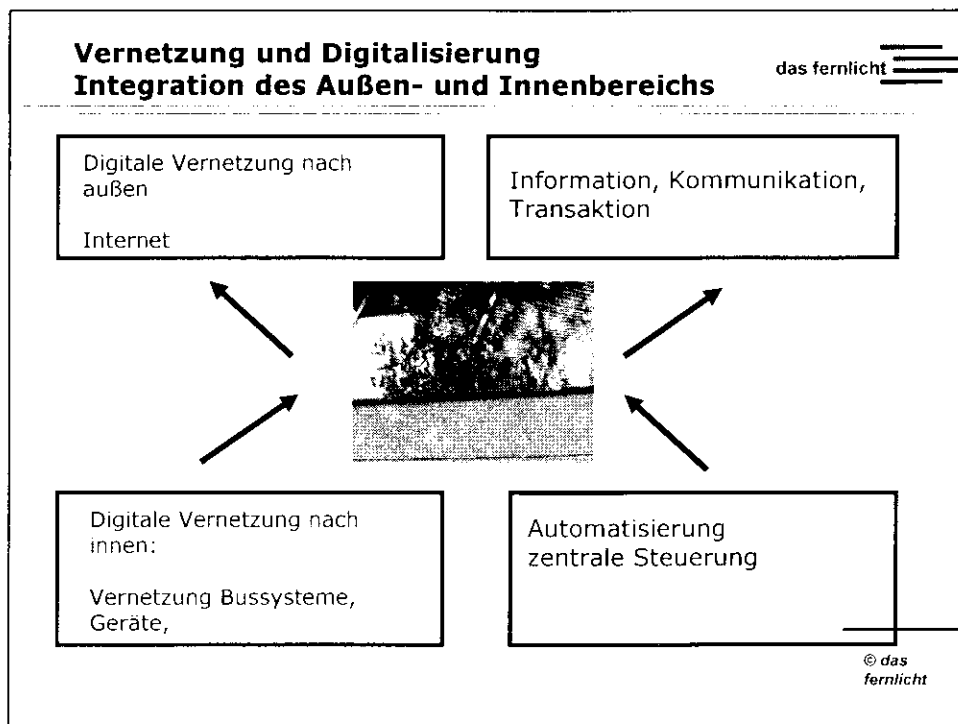 Vernetzung und Digitalisierung
Integration des Außen- und Innenbereichs
das fernlicht
Digitale Vernetzung nach
außen
Internet
Information, Kommunikation,
Transaktion
Digitale Vernetzung nach
innen:
Vernetzung Bussysteme,
Geräte,
Automatisierung
zentrale Steuerung
© das
fernlicht